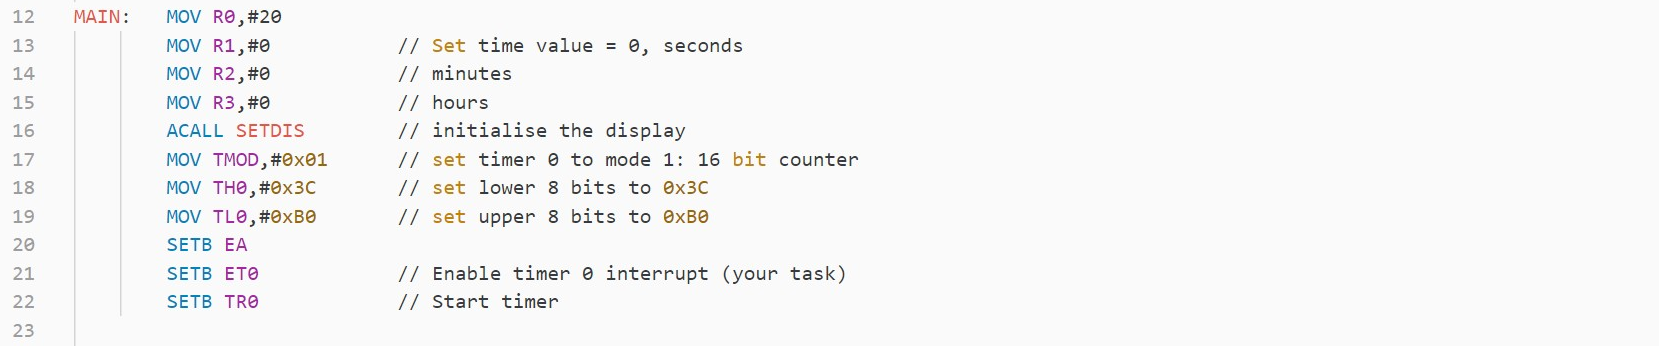 12 MAIN: MOV R0,#20
13 MOV R1,#0 // Set time value = 0, seconds
14 MOV R2,#0 // minutes
15 MOV R3,#0 // hours
16 ACALL SETDIS // initialise the display
17 MOV TMOD,#0x01 // set timer 0 to mode 1: 16 bit counter
18 MOV TH0,#0x3C // set lower 8 bits to 0x3C
19 MOV TL0,#0xB0 // set upper 8 bits to 0xB0
20 SETB EA
21 SETB ET0 // Enable timer 0 interrupt (your task)
22 SETB TR0 // Start timer
23